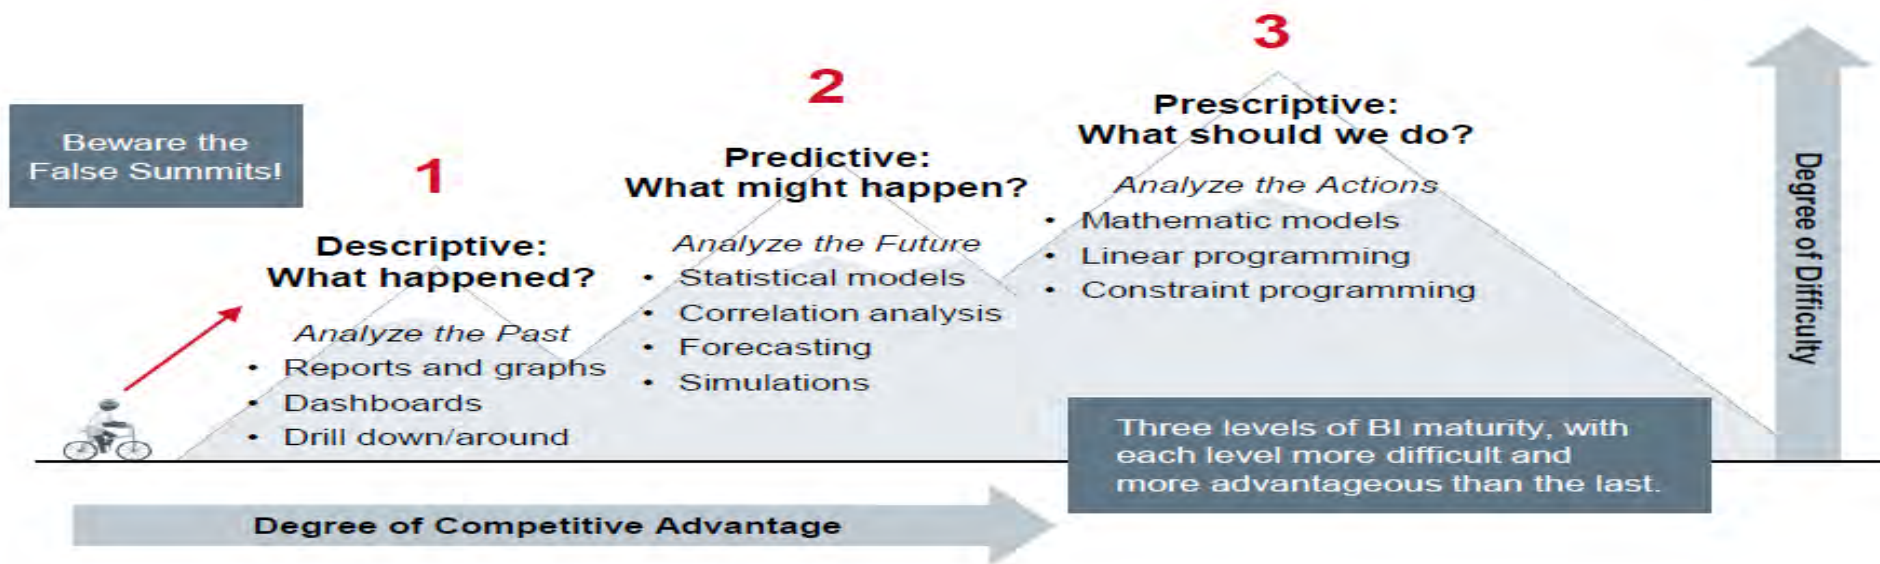 Beware the
False Summits!
1
Descriptive:
What happened?
Analyze the Past
• Reports and graphs
• Dashboards
• Drill down/around
2
Predictive:
What might happen?
Analyze the Future
• Statistical models
• Correlation analysis
• Forecasting
• Simulations
3
Prescriptive:
What should we do?
Analyze the Actions
• Mathematic models
• Linear programming
• Constraint programming
Three levels of BI maturity, with
each level more difficult and
more advantageous than the last.
Degree of Difficulty
Degree of Competitive Advantage